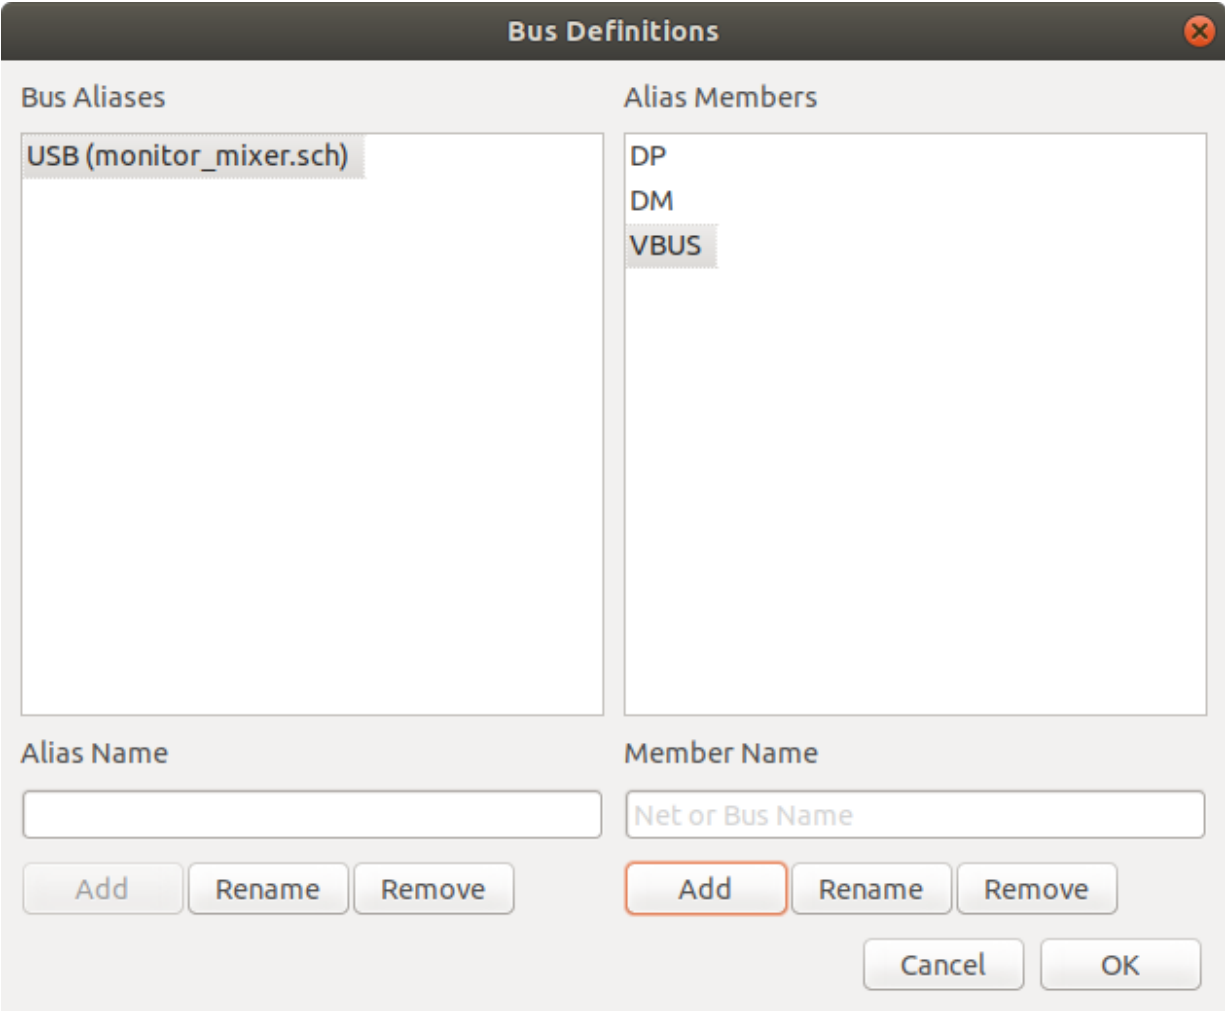 Bus Definitions
Bus Aliases
Alias Members
USB (monitor_mixer.sch)
DP
DM
VBUS
Alias Name
Member Name
Net or Bus Name
Add Rename Remove
Add Rename Remove
Cancel OK